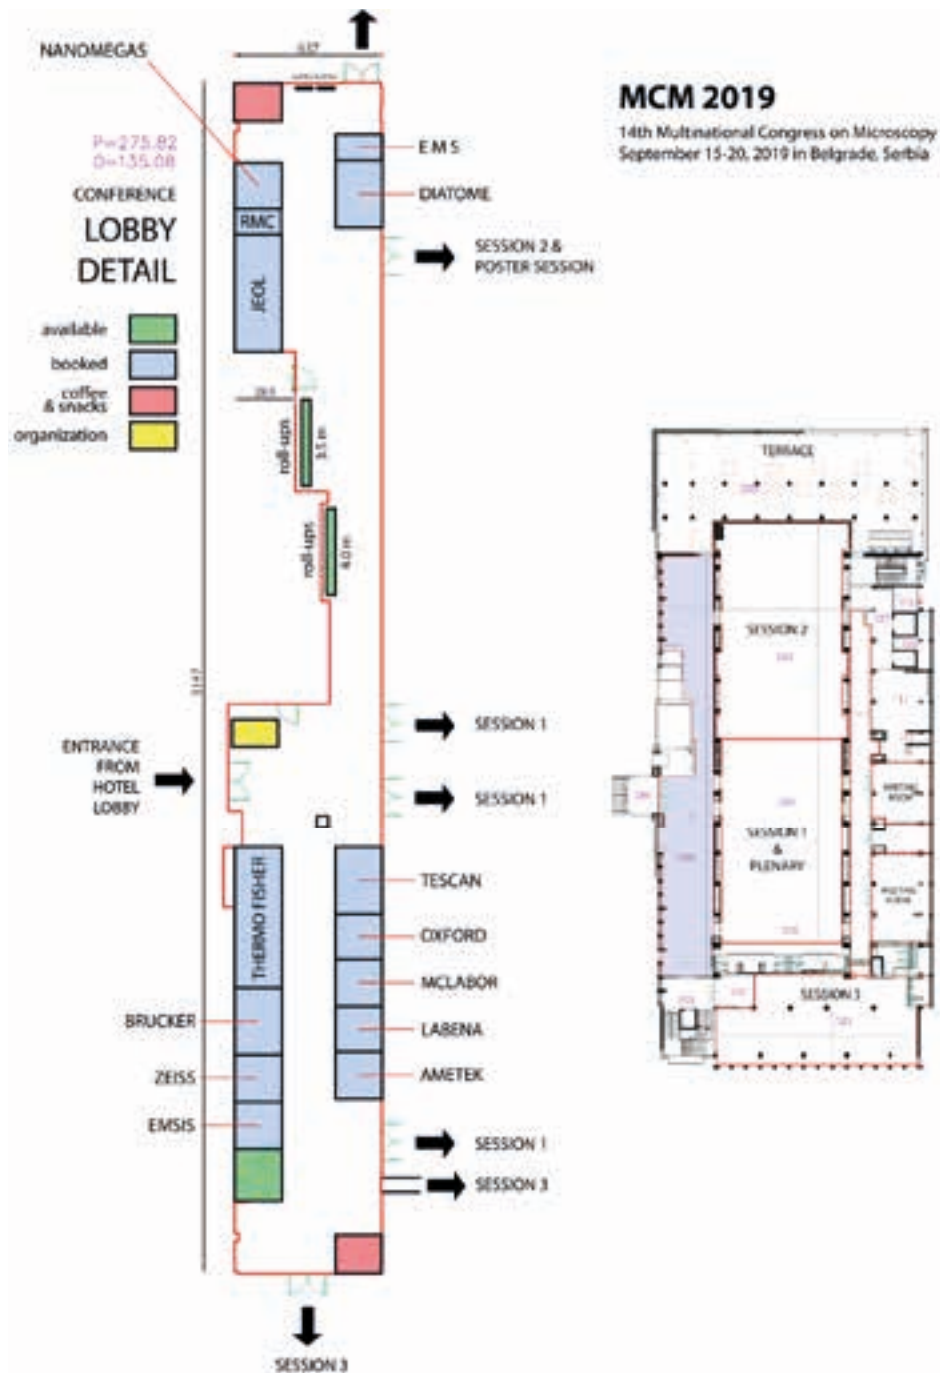 NANOMEGAS
637
P=275.82
O=135.08
CONFERENCE
LOBBY
DETAIL
available
booked
coffee
& snacks
organization
RMC
JEOL
MCM 2019
14th Multinational Congress on Microscopy
September 15-20, 2019 in Belgrade, Serbia
E M S
DIATOME
SESSION 2 &
POSTER SESSION
roll-ups
3.5 m
roll-ups
4.0 m
ENTRANCE
FROM
HOTEL
LOBBY
SESSION 1
SESSION 1
THERMO FISHER
BRUCKER
ZEISS
EMSIS
TESCAN
OXFORD
MCLABOR
LABENA
AMETEK
SESSION 1
SESSION 3
SESSION 3
TERRACE
SESSION 2
SESSION 1
&
PLENARY
SESSION 3